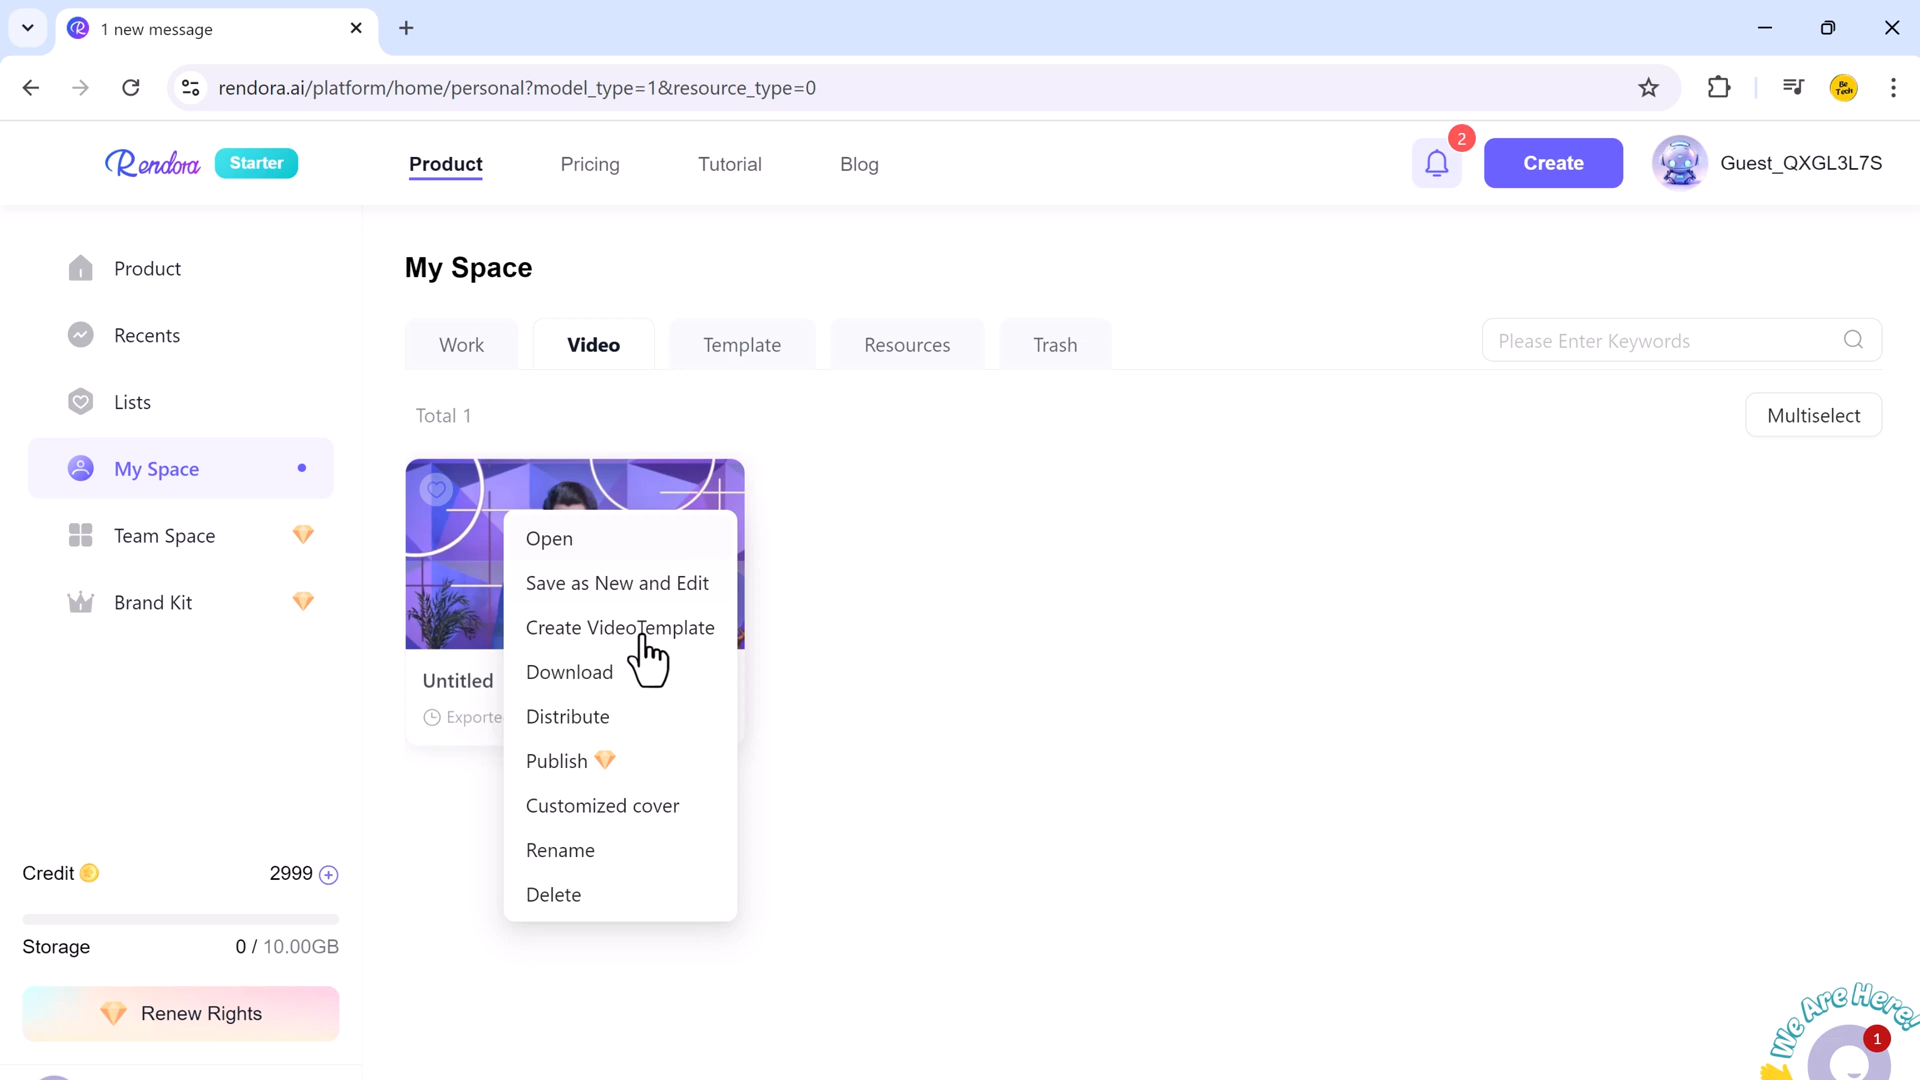 1 new message
rendora.ai/platform/home/personal?model_type=1&resource_type=0
Be Tech
Rendora Starter Product Pricing Tutorial Blog 2 Create Guest_QXGL3L7S
Product
Recents
Lists
My Space
Team Space
Brand Kit
Credit 2999
Storage 0 / 10.00GB
Renew Rights
My Space
Work Video Template Resources Trash Please Enter Keywords
Total 1 Multiselect
Untitled
Exporte
Open
Save as New and Edit
Create VideoTemplate
Download
Distribute
Publish
Customized cover
Rename
Delete
We Are Here!
1